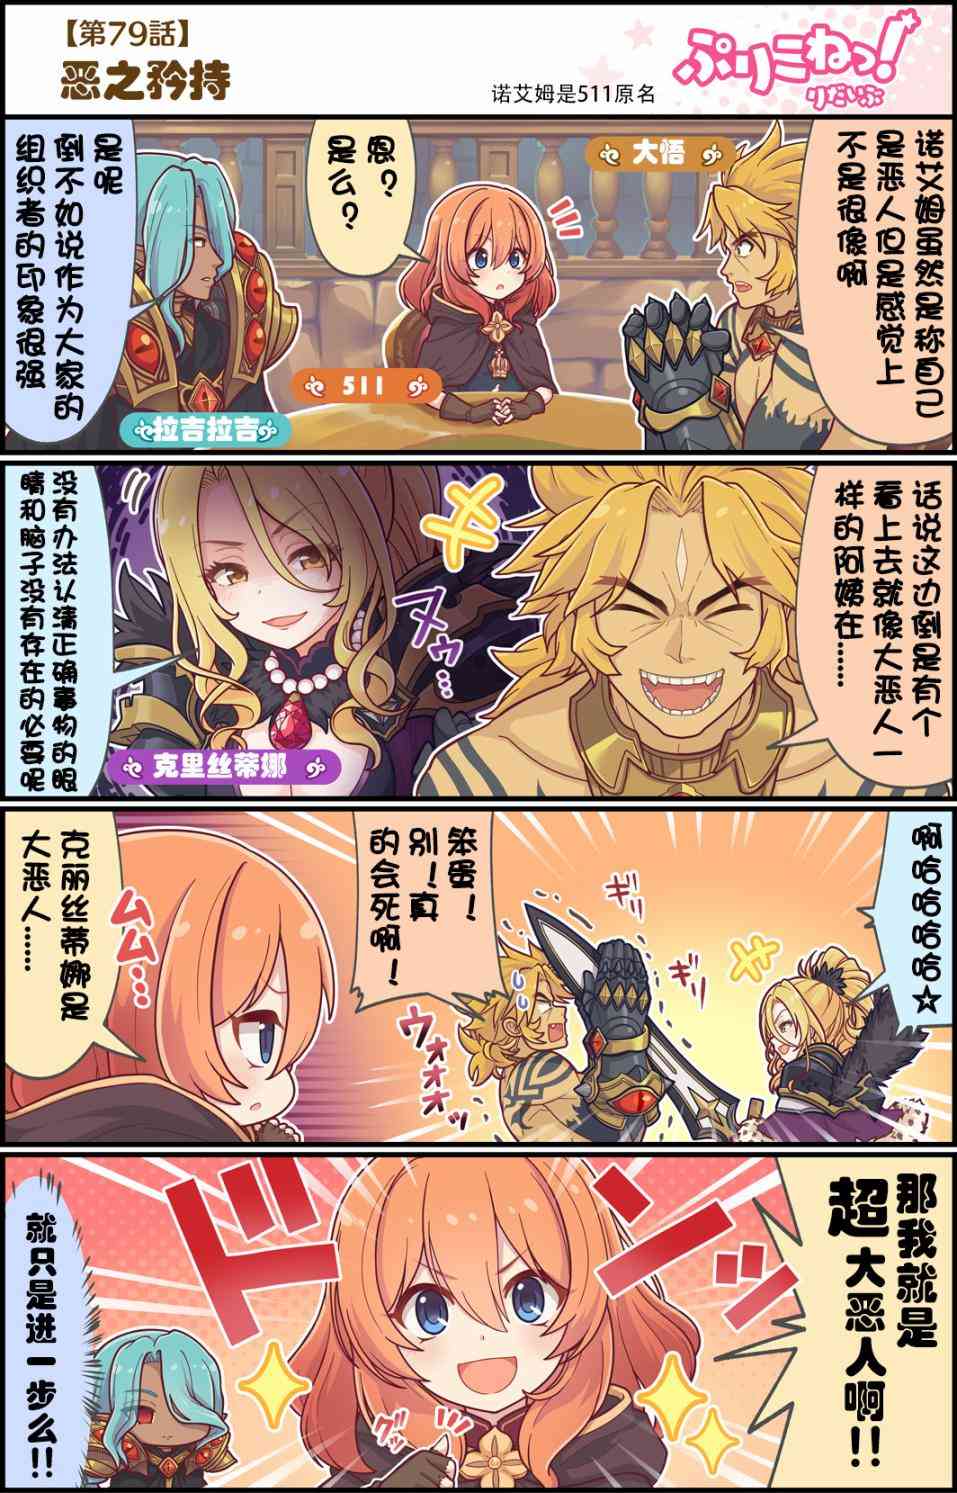 【第79話】
恶之矜持
诺艾姆是511原名
ぷりこねっ!
りだいぶ
诺艾姆虽然是称自己
是恶人但是感觉上
不是很像啊
大悟
恩？
是么？
511
是呢
倒不如说作为大家的
组织者的印象很强
拉吉拉吉
话说这边倒是有个
看上去就像大恶人一
样的阿姨在……
ヌゥ…
没有办法认清正确事物的眼
睛和脑子没有存在的必要呢
克里丝蒂娜
啊哈哈哈哈☆
ギリ
ギリ
笨蛋！
别！真
的会死啊！
ウォォォッ
ムム…
克丽丝蒂娜是
大恶人……
那我就是
超大恶人啊!!
ドーン
グッ
就只是进一步么!!